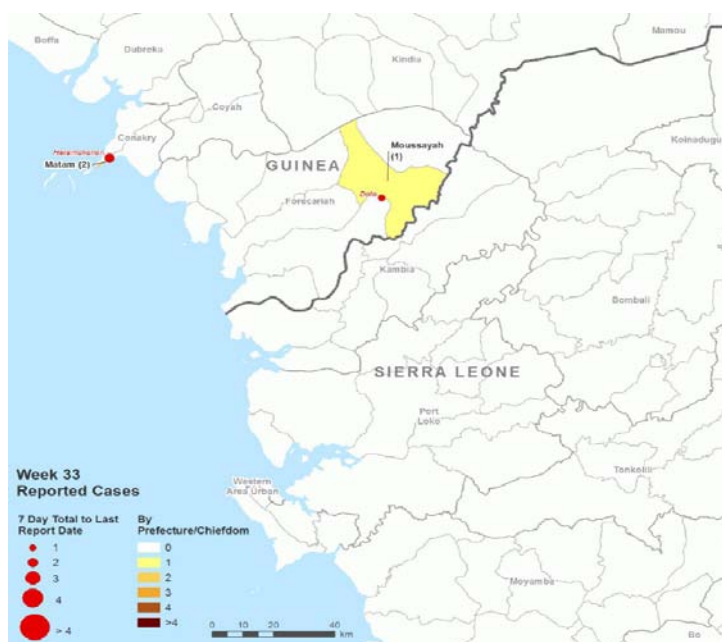 Boffa
Dubreka
Kindia
Mamou
Coyah
Conakry
Matam (2)
Koinadugu
Moussayah
(1)
GUINEA
Forecariah
Kambia
Bombali
SIERRA LEONE
Port
Loko
Tonkolili
Western
Area Urban
Moyamba
Bo
Week 33
Reported Cases
7 Day Total to Last
Report Date
1
2
3
4
> 4
By
Prefecture/Chiefdom
0
1
2
3
4
>4
0
10
20
40
km